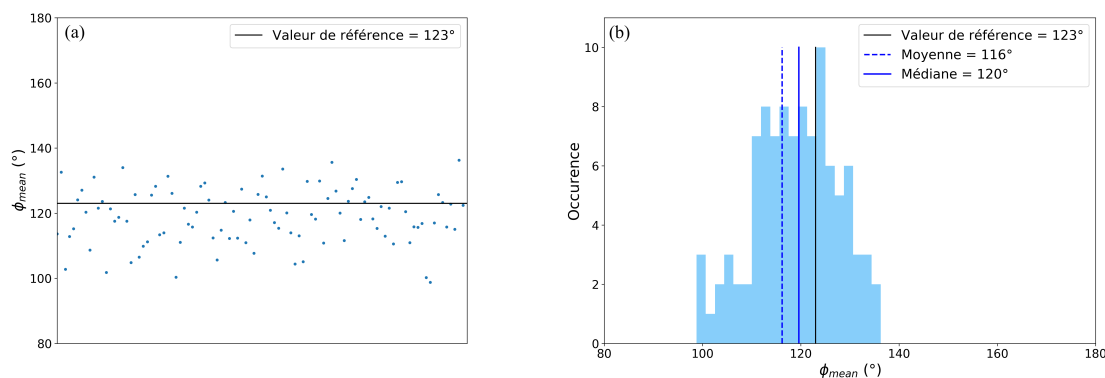 (a)
Valeur de référence = 123°
180
160
140
120
100
80
ϕmean (°)
(b)
Valeur de référence = 123°
Moyenne = 116°
Médiane = 120°
10
8
6
4
2
0
Occurence
80 100 120 140 160 180
ϕmean (°)